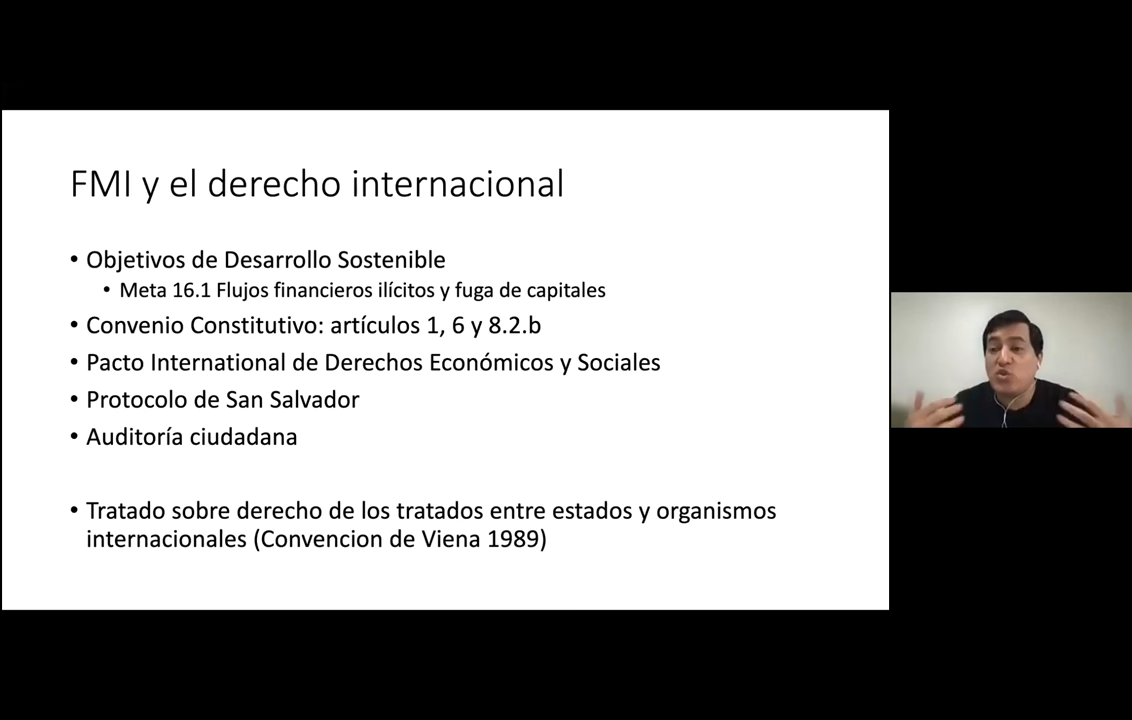 FMI y el derecho internacional
• Objetivos de Desarrollo Sostenible
• Meta 16.1 Flujos financieros ilícitos y fuga de capitales
• Convenio Constitutivo: artículos 1, 6 y 8.2.b
• Pacto International de Derechos Económicos y Sociales
• Protocolo de San Salvador
• Auditoría ciudadana
• Tratado sobre derecho de los tratados entre estados y organismos
internacionales (Convencion de Viena 1989)